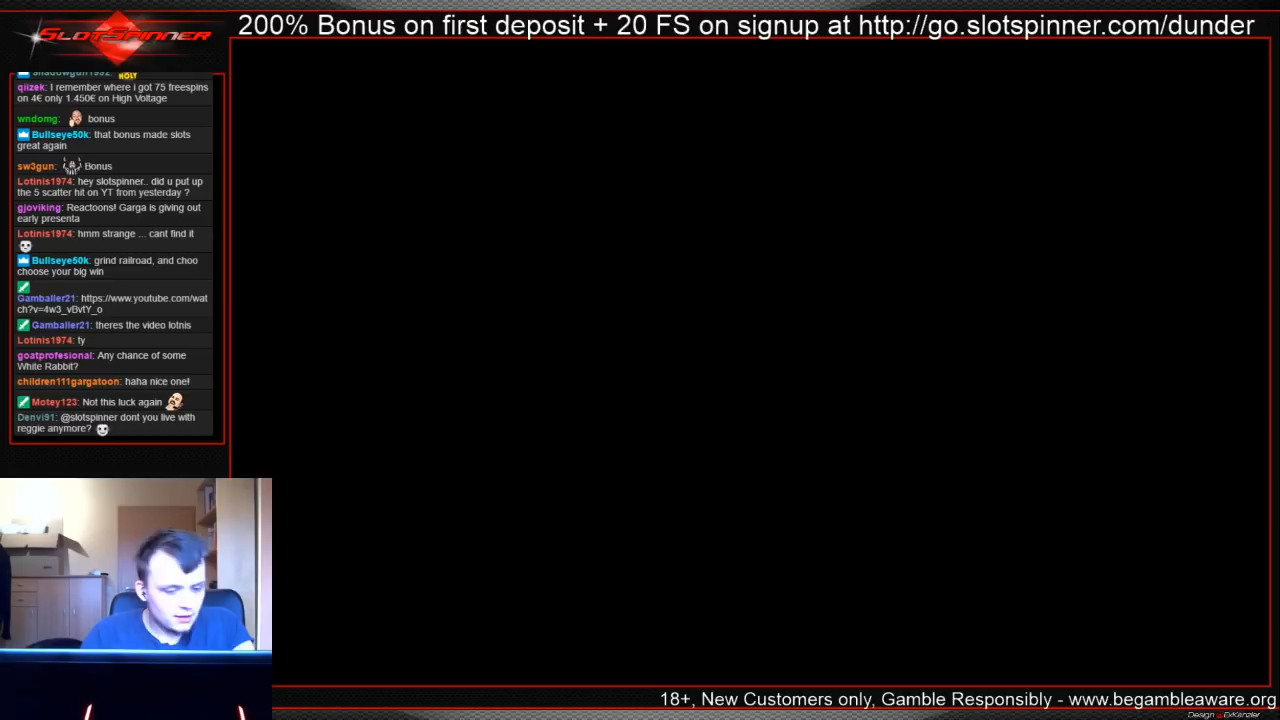 200% Bonus on first deposit + 20 FS on signup at http://go.slotspinner.com/dunder
SLOTSPINNER
shadowgun1992:
HOLY
qiizek: I remember where i got 75 freespins
on 4€ only 1.450€ on High Voltage
wndomg: bonus
Bullseye50k: that bonus made slots
great again
sw3gun: Bonus
Lotinis1974: hey slotspinner.. did u put up
the 5 scatter hit on YT from yesterday ?
gjoviking: Reactoons! Garga is giving out
early presenta
Lotinis1974: hmm strange ... cant find it
Bullseye50k: grind railroad, and choo
choose your big win
Gamballer21: https://www.youtube.com/wat
ch?v=4w3_vBvtY_o
Gamballer21: theres the video lotnis
Lotinis1974: ty
goatprofesional: Any chance of some
White Rabbit?
children111gargatoon: haha nice one!
Motey123: Not this luck again
Denvi91: @slotspinner dont you live with
reggie anymore?
18+, New Customers only, Gamble Responsibly - www.begambleaware.org
Design ExKenzler